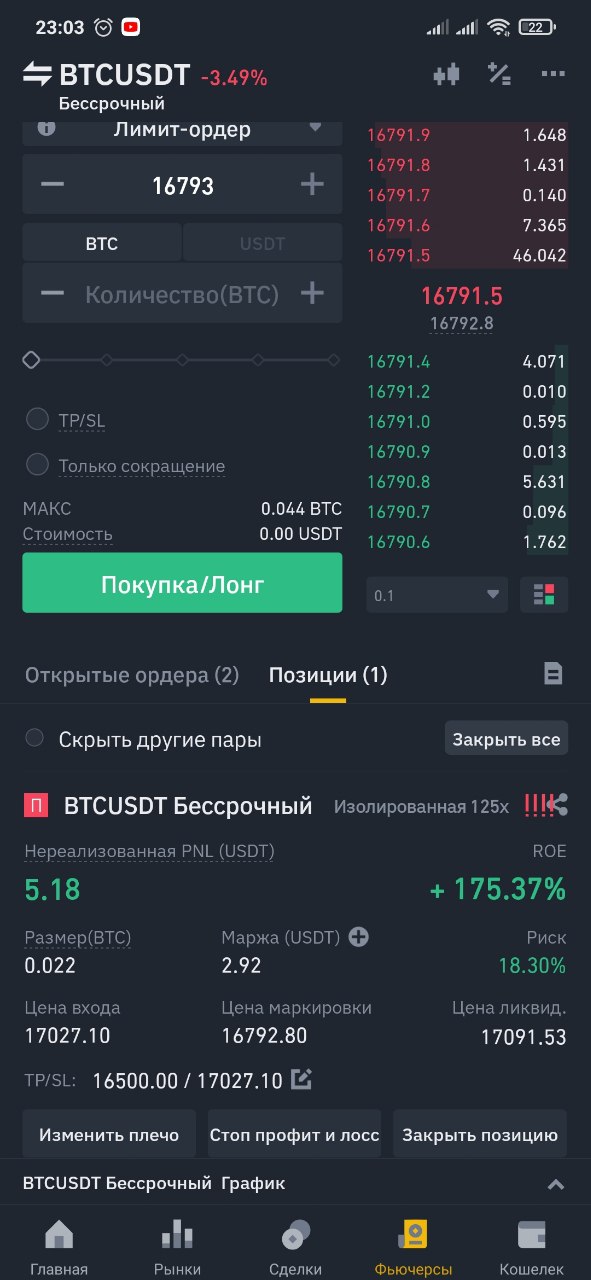 23:03 22
BTCUSDT -3.49%
Бессрочный
Лимит-ордер
16793
BTC USDT
Количество(BTC)
TP/SL
Только сокращение
МАКС 0.044 BTC
Стоимость 0.00 USDT
Покупка/Лонг
16791.9 1.648
16791.8 1.431
16791.7 0.140
16791.6 7.365
16791.5 46.042
16791.5
16792.8
16791.4 4.071
16791.2 0.010
16791.0 0.595
16790.9 0.013
16790.8 5.631
16790.7 0.096
16790.6 1.762
0.1
Открытые ордера (2) Позиции (1)
Скрыть другие пары Закрыть все
П BTCUSDT Бессрочный Изолированная 125x !!!!
Нереализованная PNL (USDT) ROE
5.18 + 175.37%
Размер(BTC) Маржа (USDT) Риск
0.022 2.92 18.30%
Цена входа Цена маркировки Цена ликвид.
17027.10 16792.80 17091.53
TP/SL: 16500.00 / 17027.10
Изменить плечо Стоп профит и лосс Закрыть позицию
BTCUSDT Бессрочный График
Главная Рынки Сделки Фьючерсы Кошелек